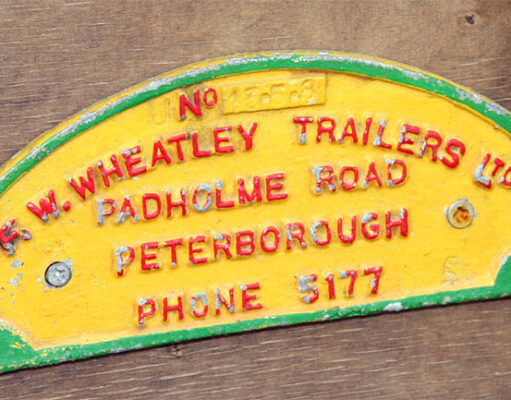 No
F. W. WHEATLEY TRAILERS LTD
PADHOLME ROAD
PETERBOROUGH
PHONE 5177